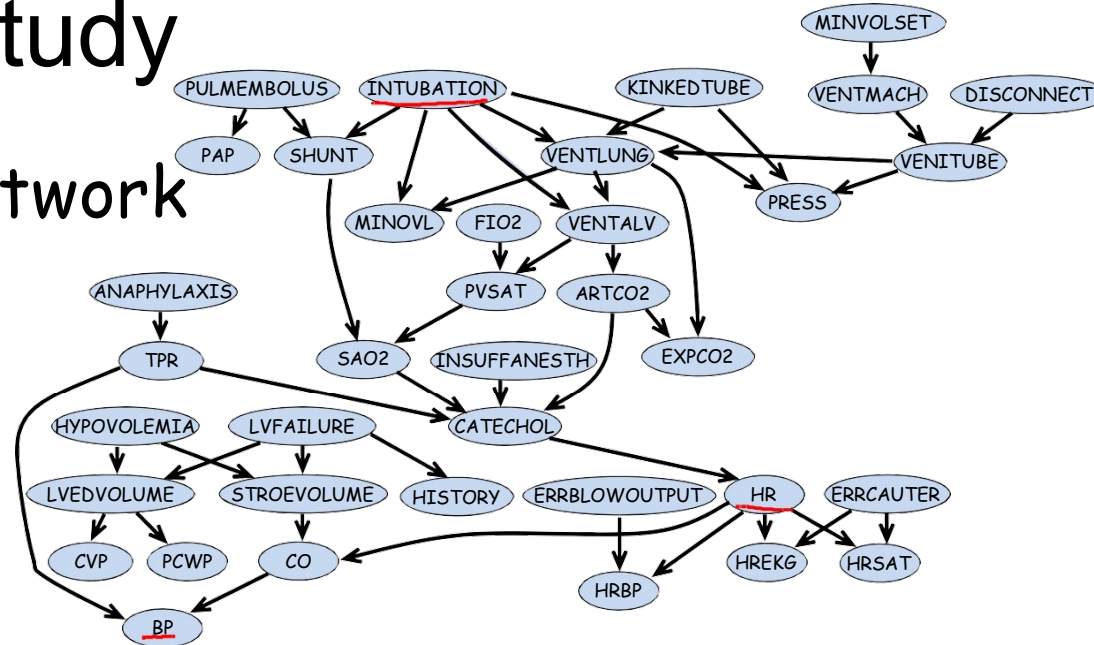 tudy
twork
MINVOLSET
PULMEMBOLUS INTUBATION KINKEDTUBE VENTMACH DISCONNECT
PAP SHUNT VENTLUNG VENITUBE
MINOVL FIO2 VENTALV PRESS
ANAPHYLAXIS PVSAT ARTCO2
TPR SAO2 INSUFFANESTH EXPCO2
HYPOVOLEMIA LVFAILURE CATECHOL
LVEDVOLUME STROEVOLUME HISTORY ERRBLOWOUTPUT HR ERRCAUTER
CVP PCWP CO HREKG HRSAT
HRBP
BP